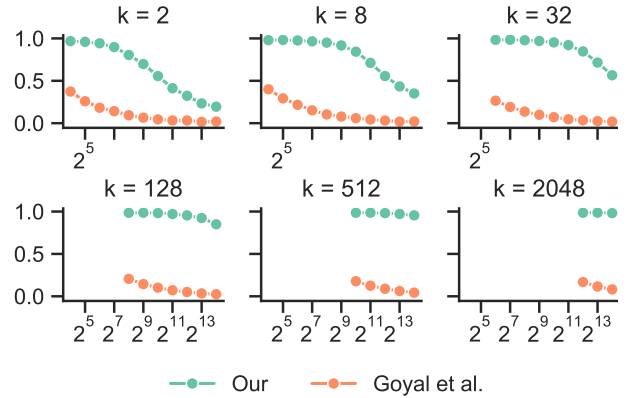 k = 2 k = 8 k = 32
1.0
0.5
0.0
2^5 2^5 2^5
k = 128 k = 512 k = 2048
1.0
0.5
0.0
2^5 2^7 2^9 2^11 2^13 2^5 2^7 2^9 2^11 2^13 2^5 2^7 2^9 2^11 2^13
Our Goyal et al.